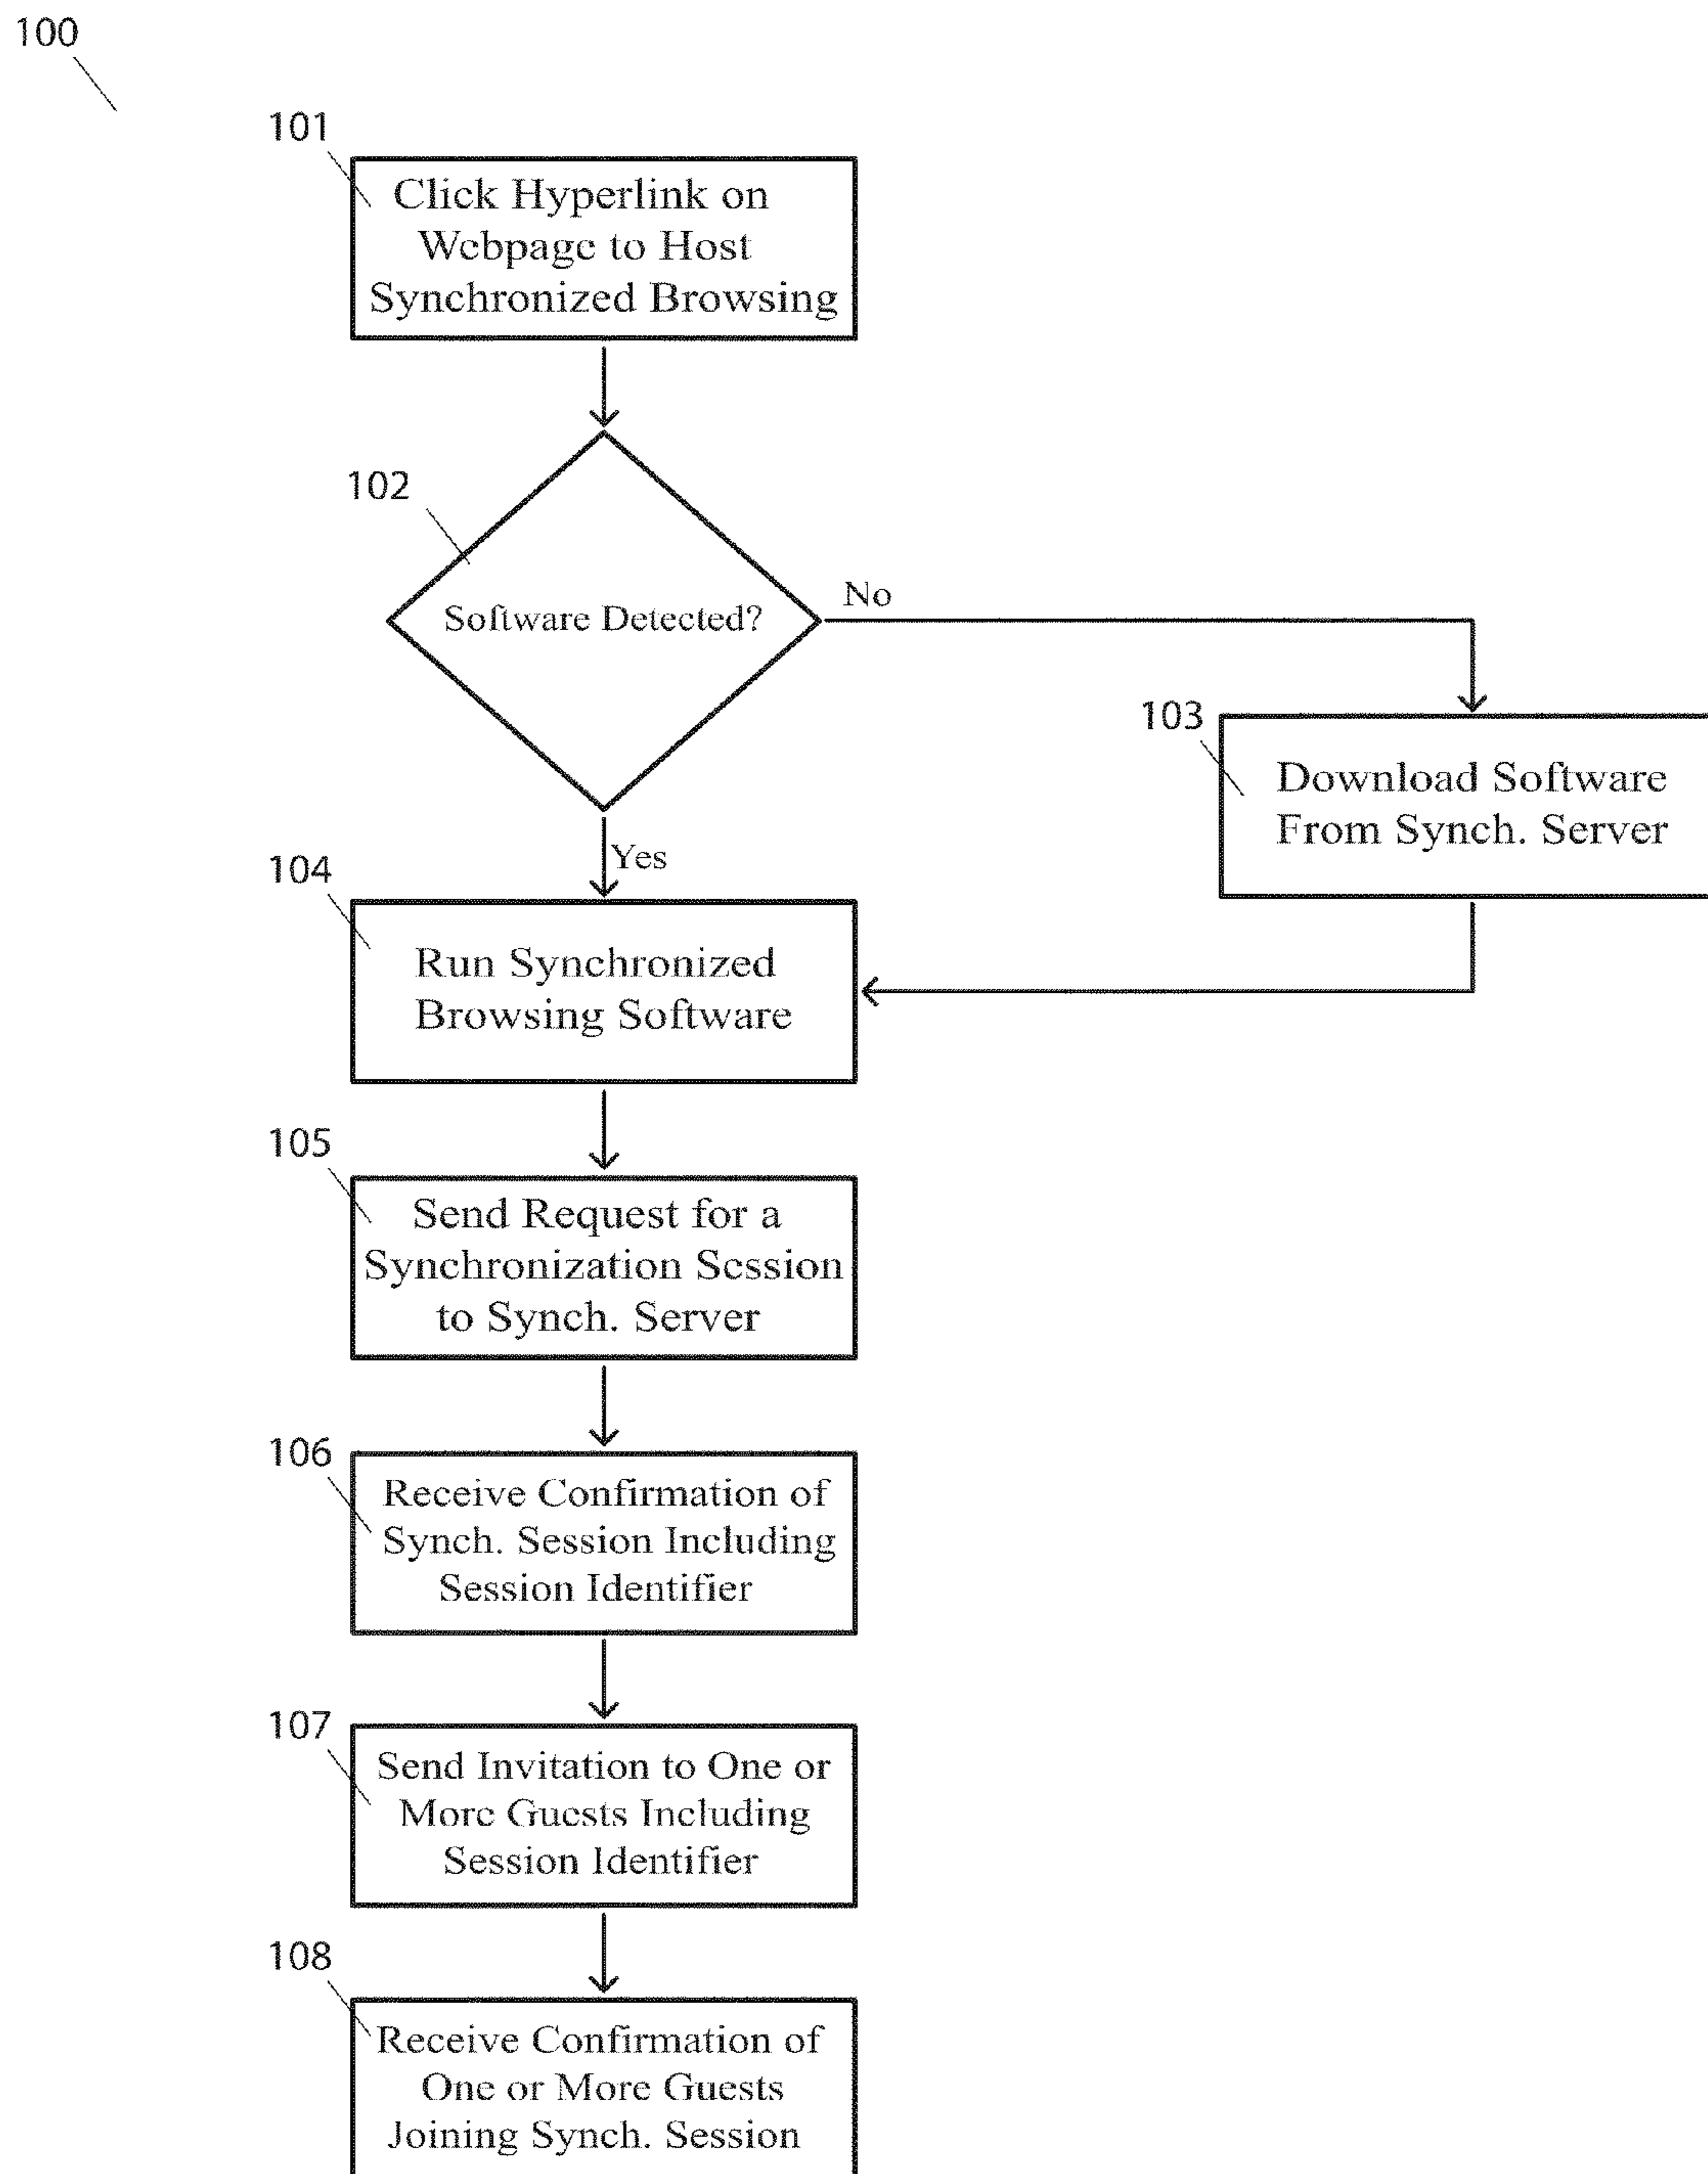 100
101
Click Hyperlink on
Webpage to Host
Synchronized Browsing
102
Software Detected?
No
103
Download Software
From Synch. Server
Yes
104
Run Synchronized
Browsing Software
105
Send Request for a
Synchronization Session
to Synch. Server
106
Receive Confirmation of
Synch. Session Including
Session Identifier
107
Send Invitation to One or
More Guests Including
Session Identifier
108
Receive Confirmation of
One or More Guests
Joining Synch. Session